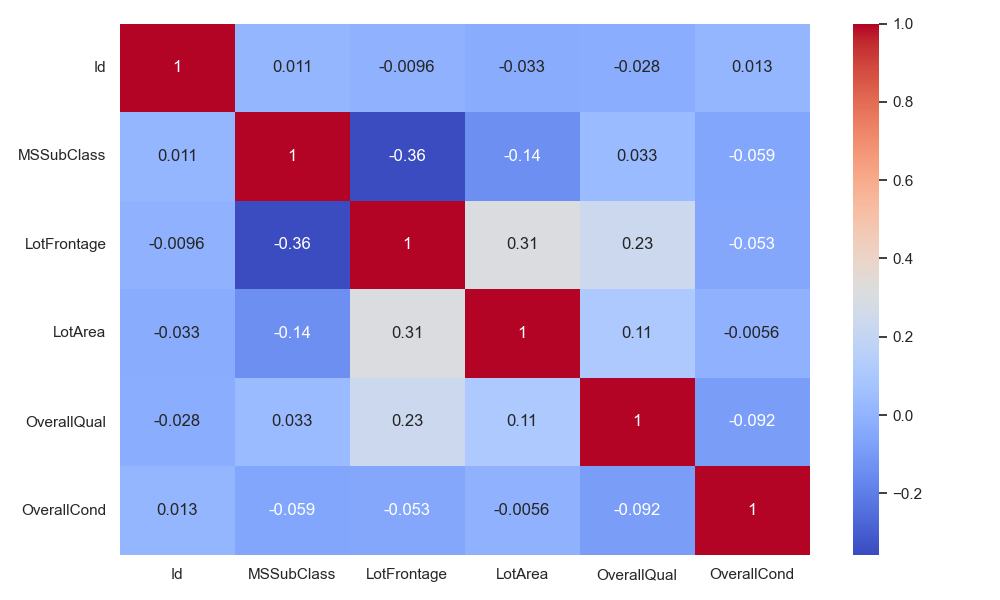 Id 1 0.011 -0.0096 -0.033 -0.028 0.013
MSSubClass 0.011 1 -0.36 -0.14 0.033 -0.059
LotFrontage -0.0096 -0.36 1 0.31 0.23 -0.053
LotArea -0.033 -0.14 0.31 1 0.11 -0.0056
OverallQual -0.028 0.033 0.23 0.11 1 -0.092
OverallCond 0.013 -0.059 -0.053 -0.0056 -0.092 1
Id MSSubClass LotFrontage LotArea OverallQual OverallCond
1.0
0.8
0.6
0.4
0.2
0.0
−0.2